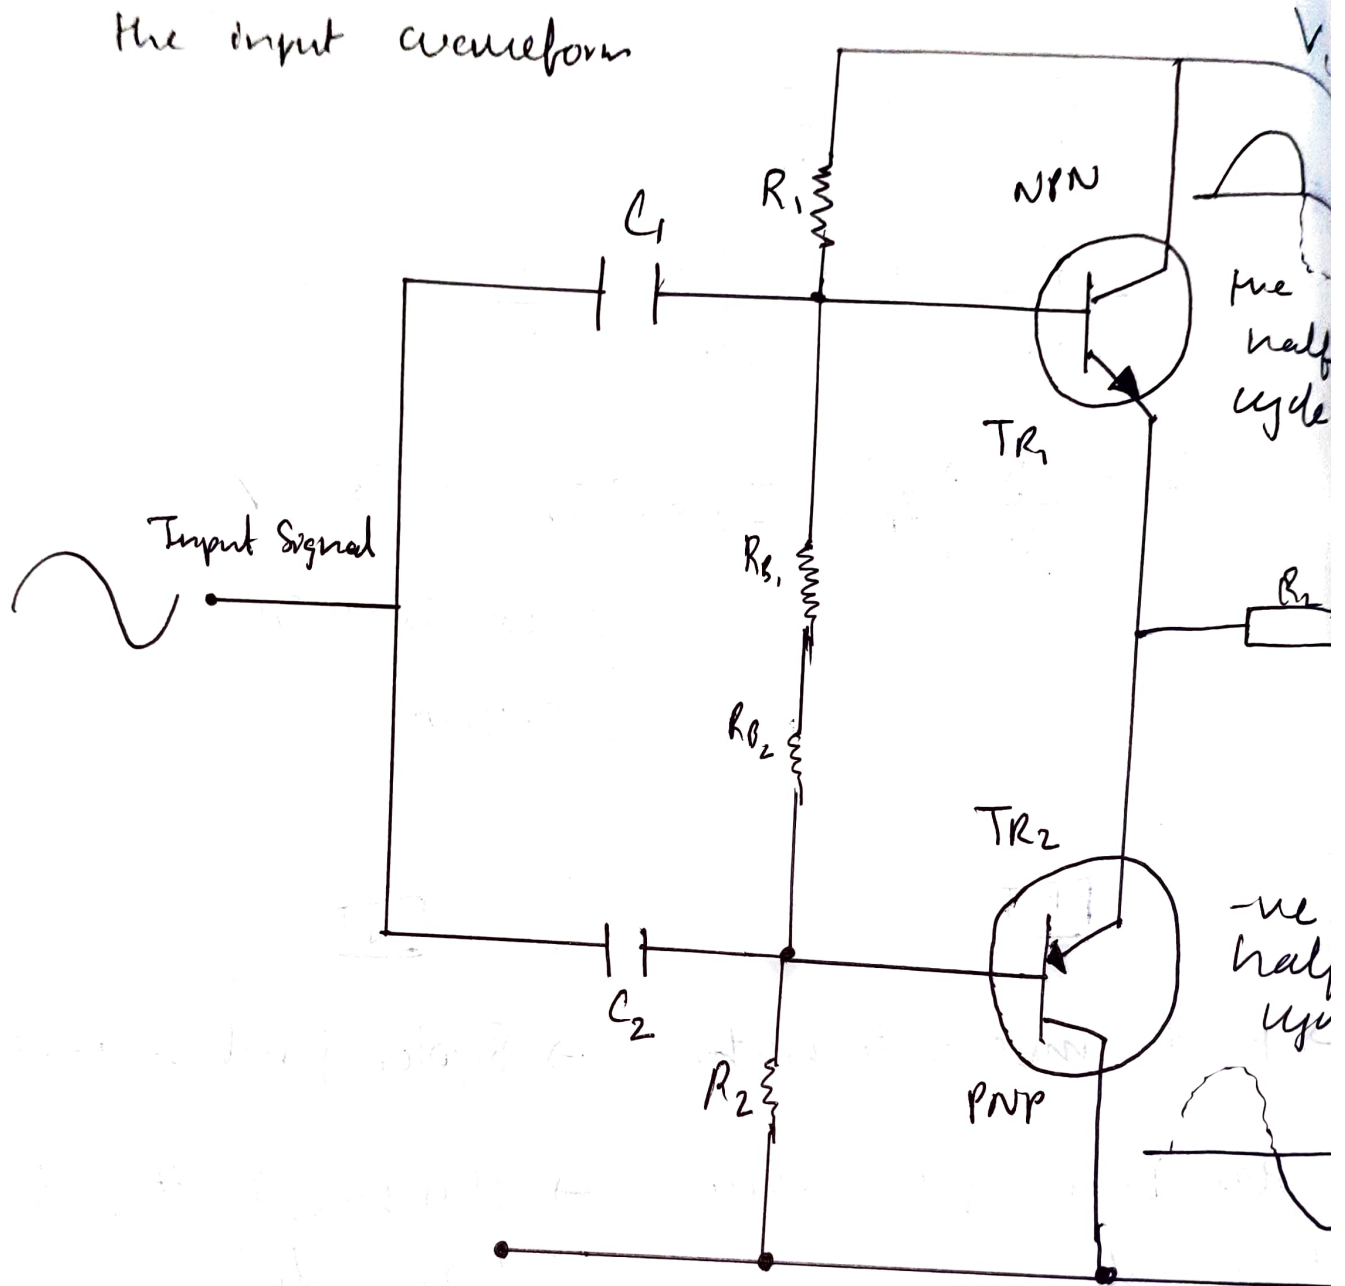 the input waveform
V
R1
NPN
C1
+ve
half
cycle
TR1
Input Signal
RB1
RL
RB2
TR2
-ve
half
C2
R2
PNP